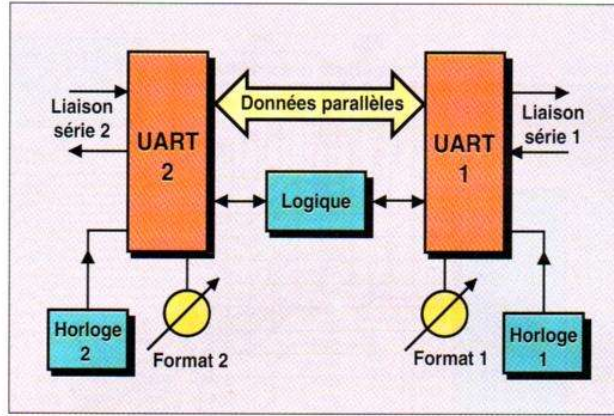 Données parallèles
Liaison
série 2
UART
2
Logique
UART
1
Liaison
série 1
Horloge
2
Format 2
Format 1
Horloge
1